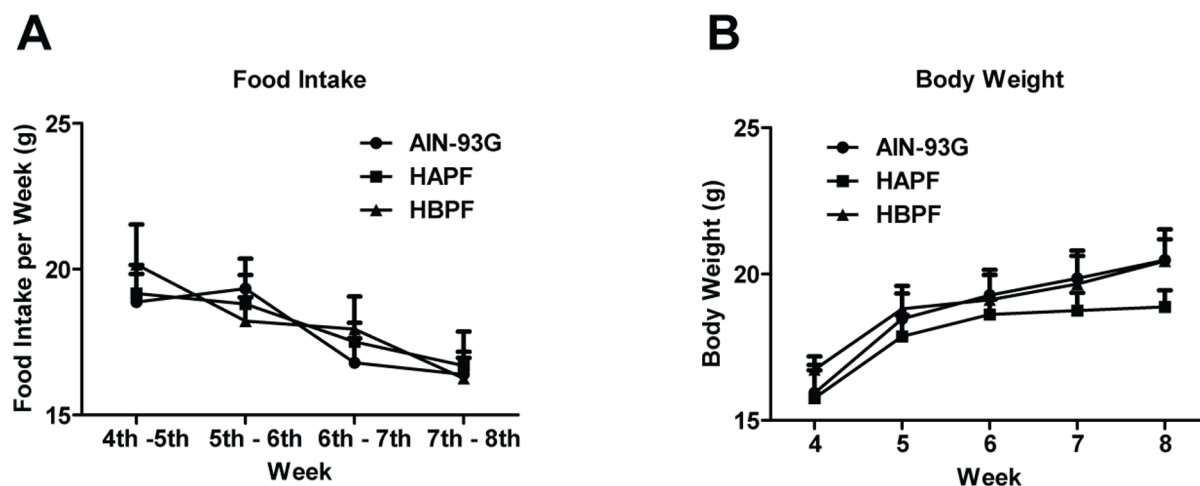 A
Food Intake
Food Intake per Week (g)
25
20
15
AIN-93G
HAPF
HBPF
4th -5th 5th - 6th 6th - 7th 7th - 8th
Week
B
Body Weight
Body Weight (g)
25
20
15
AIN-93G
HAPF
HBPF
4 5 6 7 8
Week